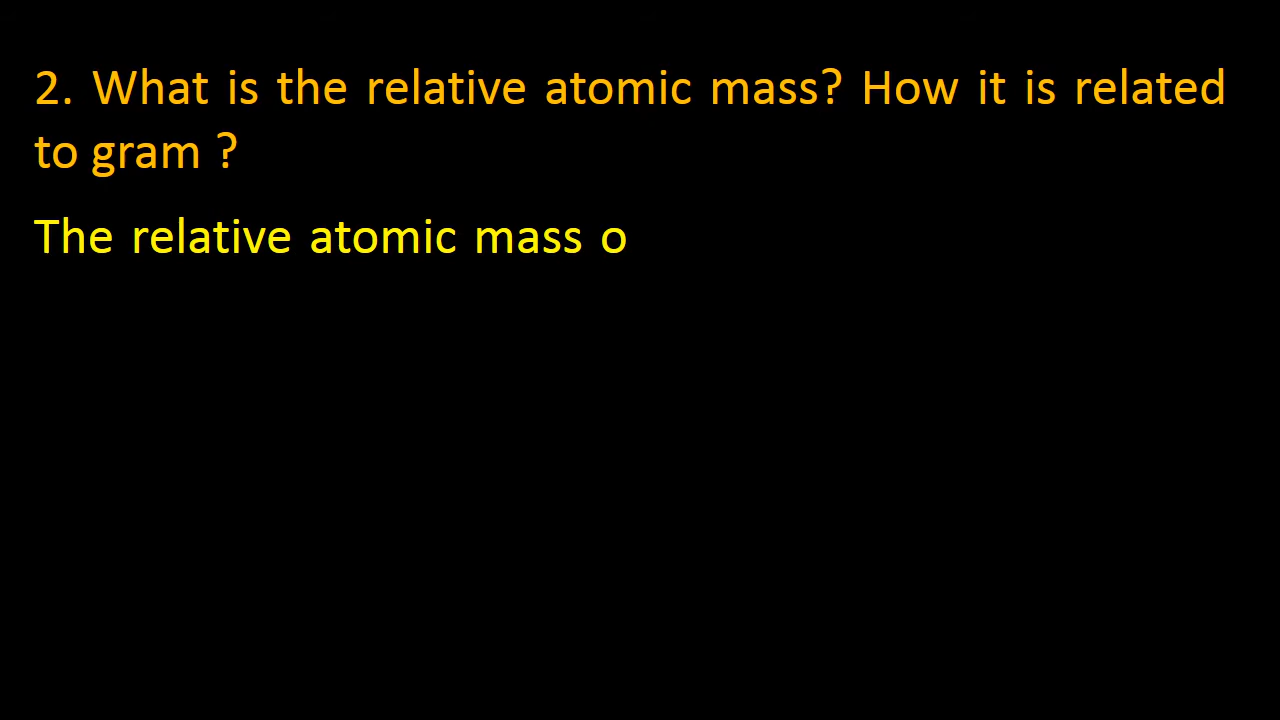 2. What is the relative atomic mass? How it is related
to gram ?
The relative atomic mass o